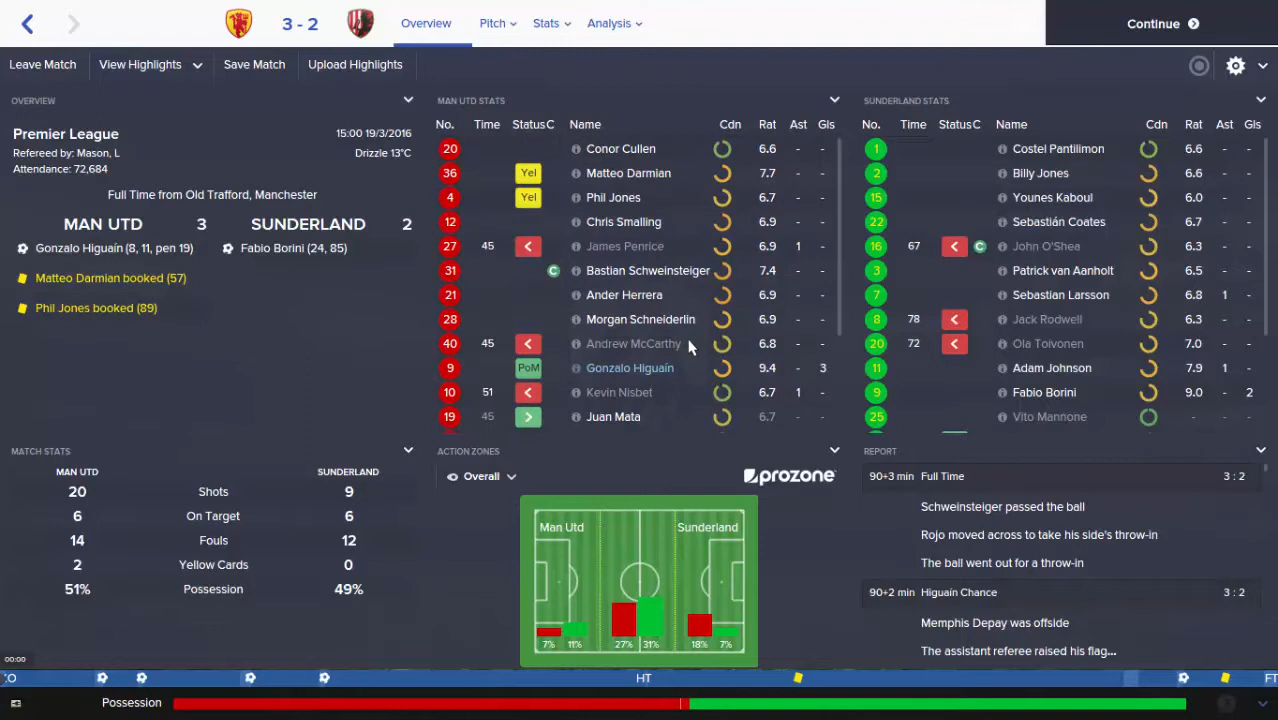 3 - 2
Overview
Pitch
Stats
Analysis
Continue
Leave Match
View Highlights
Save Match
Upload Highlights
OVERVIEW
Premier League
15:00 19/3/2016
Refereed by: Mason, L
Drizzle 13°C
Attendance: 72,684
Full Time from Old Trafford, Manchester
MAN UTD 3 SUNDERLAND 2
Gonzalo Higuaín (8, 11, pen 19) Fabio Borini (24, 85)
Matteo Darmian booked (57)
Phil Jones booked (89)
MAN UTD STATS
No. Time Status C Name Cdn Rat Ast Gls
20 Conor Cullen 6.6 - -
36 Yel Matteo Darmian 7.7 - -
4 Yel Phil Jones 6.7 - -
12 Chris Smalling 6.9 - -
27 45 < James Penrice 6.9 1 -
31 C Bastian Schweinsteiger 7.4 - -
21 Ander Herrera 6.9 - -
28 Morgan Schneiderlin 6.9 - -
40 45 < Andrew McCarthy 6.8 - -
9 PoM Gonzalo Higuaín 9.4 - 3
10 51 < Kevin Nisbet 6.7 1 -
19 45 > Juan Mata 6.7 - -
SUNDERLAND STATS
No. Time Status C Name Cdn Rat Ast Gls
1 Costel Pantilimon 6.6 - -
2 Billy Jones 6.6 - -
15 Younes Kaboul 6.0 - -
22 Sebastián Coates 6.7 - -
16 67 < C John O'Shea 6.3 - -
3 Patrick van Aanholt 6.5 - -
7 Sebastian Larsson 6.8 1 -
8 78 < Jack Rodwell 6.3 - -
20 72 < Ola Toivonen 7.0 - -
11 Adam Johnson 7.9 1 -
9 Fabio Borini 9.0 - 2
25 Vito Mannone - - -
MATCH STATS
MAN UTD SUNDERLAND
20 Shots 9
6 On Target 6
14 Fouls 12
2 Yellow Cards 0
51% Possession 49%
ACTION ZONES
Overall
prozone
Man Utd Sunderland
7% 11% 27% 31% 18% 7%
REPORT
90+3 min Full Time 3 : 2
Schweinsteiger passed the ball
Rojo moved across to take his side's throw-in
The ball went out for a throw-in
90+2 min Higuaín Chance 3 : 2
Memphis Depay was offside
The assistant referee raised his flag...
00:00
HT
FT
Possession